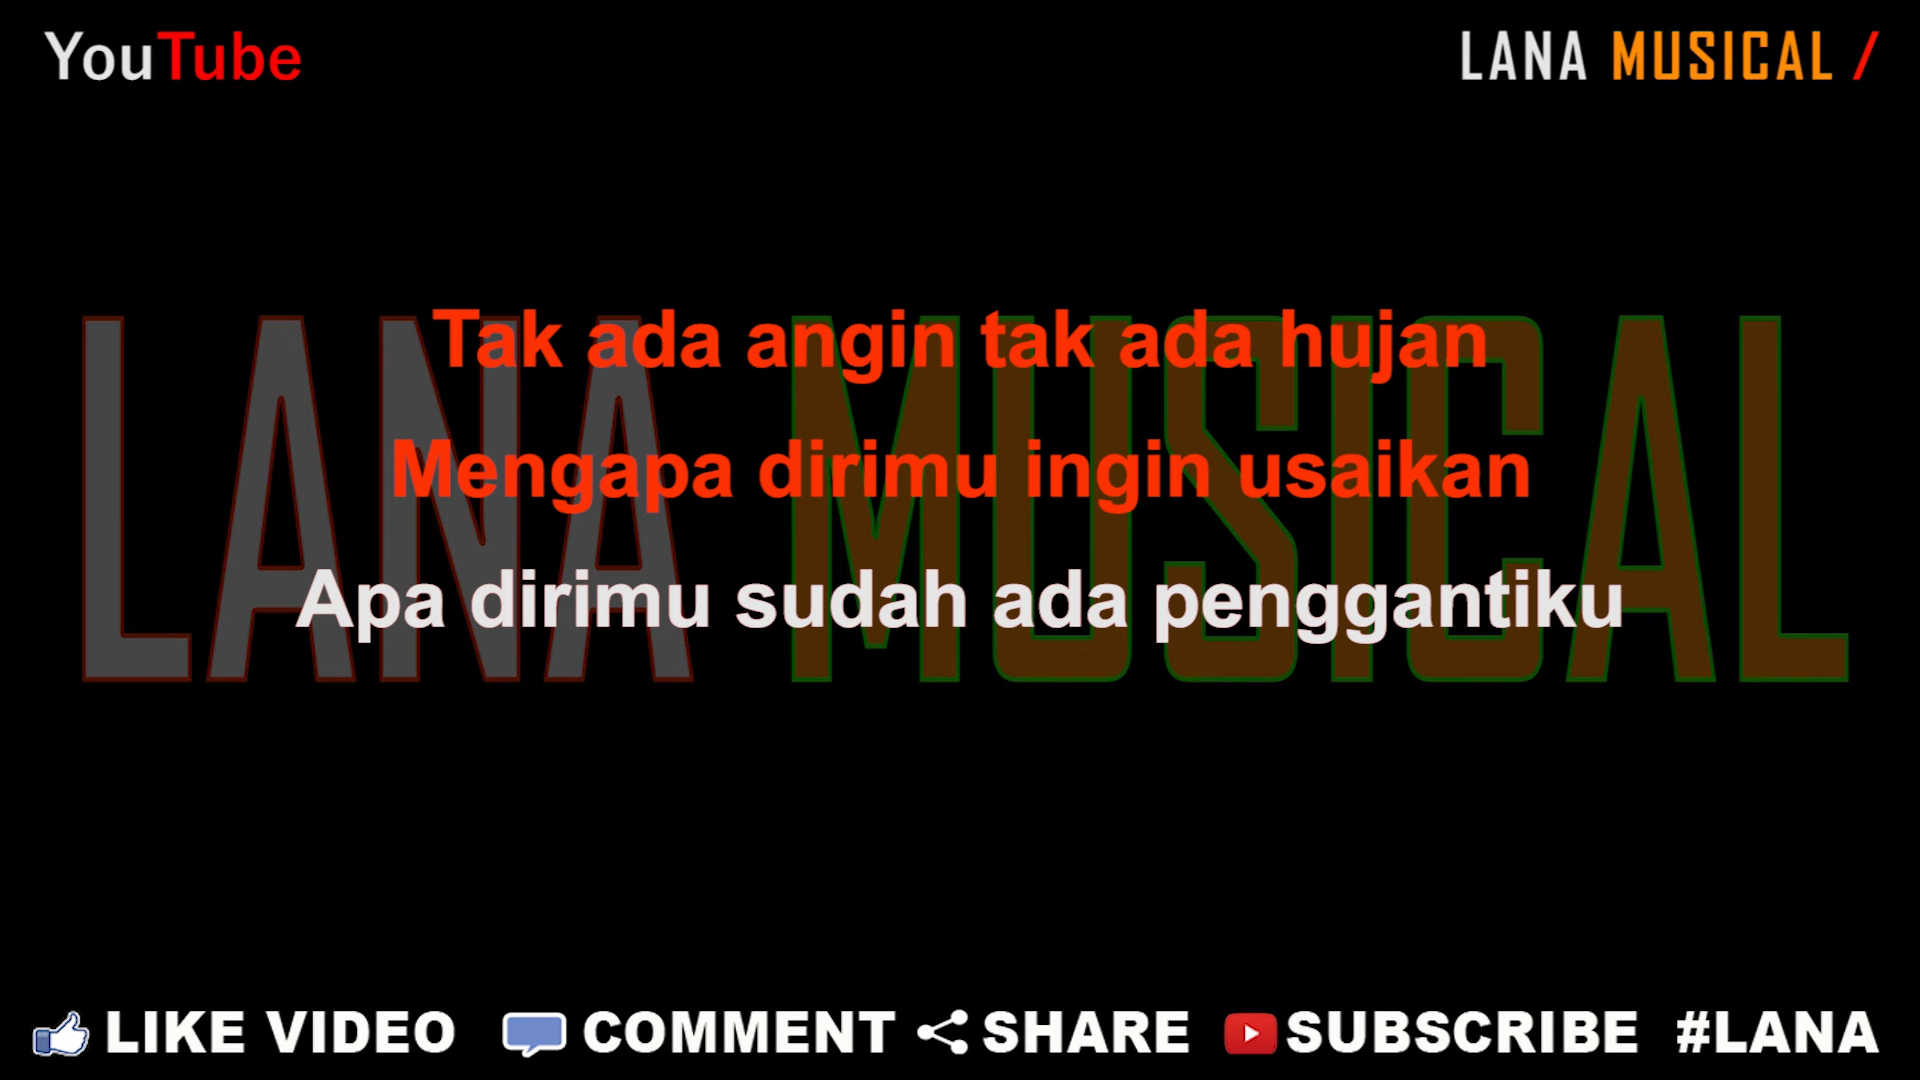 YouTube
LANA MUSICAL /
LANA MUSICAL
Tak ada angin tak ada hujan
Mengapa dirimu ingin usaikan
Apa dirimu sudah ada penggantiku
LIKE VIDEO COMMENT SHARE SUBSCRIBE #LANA